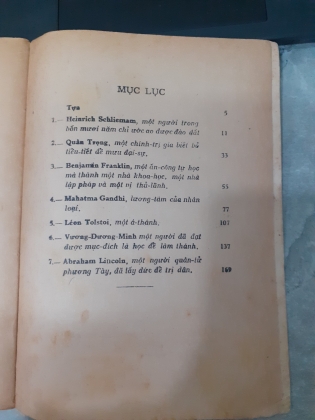 MỤC LỤC
Tựa 5
1.— Heinrich Schliemam, một người trong
bốn mươi năm chỉ ước ao được đào đất 11
2.— Quản Trọng, một chính-trị gia biết bỏ
tiểu-tiết để mưu đại-sự. 33
3.— Benjamin Franklin, một ấn-công tự học
mà thành một nhà khoa-học, một nhà
lập pháp và một vị thủ-lãnh. 55
4.— Mahatma Gandhi, lương-tâm của nhân
loại. 77
5.— Léon Tolstoi, một á-thánh. 103
6.— Vương-Dương-Minh một người đã đạt
được mục-đích là học để làm thánh. 137
7.— Abraham Lincoln, một người quân-tử
phương Tây, đã lấy đức để trị dân. 169